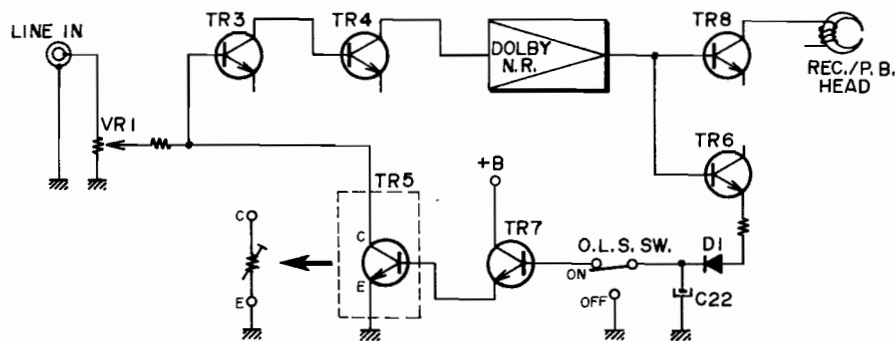 LINE IN
TR3
TR4
DOLBY
N.R.
TR8
REC./P.B.
HEAD
VR1
TR6
+B
TR5
TR7
O.L.S. SW.
D1
C
C
ON
E
E
OFF
C22